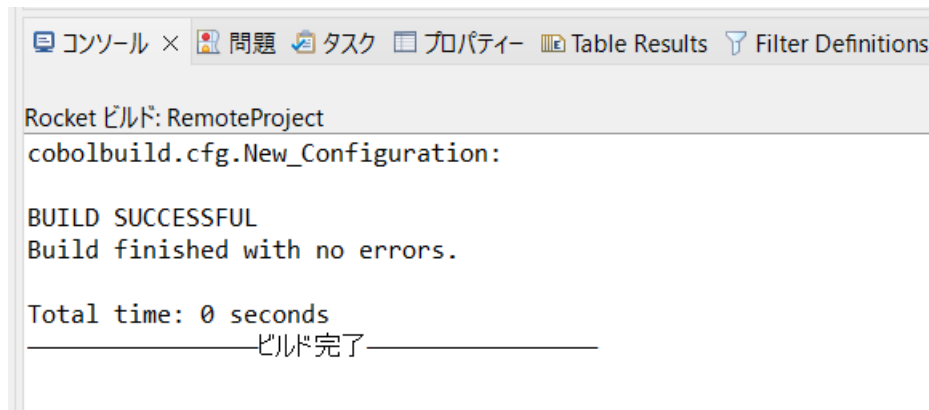 コンソール × 問題 タスク プロパティー Table Results Filter Definitions
Rocket ビルド: RemoteProject
cobolbuild.cfg.New_Configuration:
BUILD SUCCESSFUL
Build finished with no errors.
Total time: 0 seconds
ビルド完了